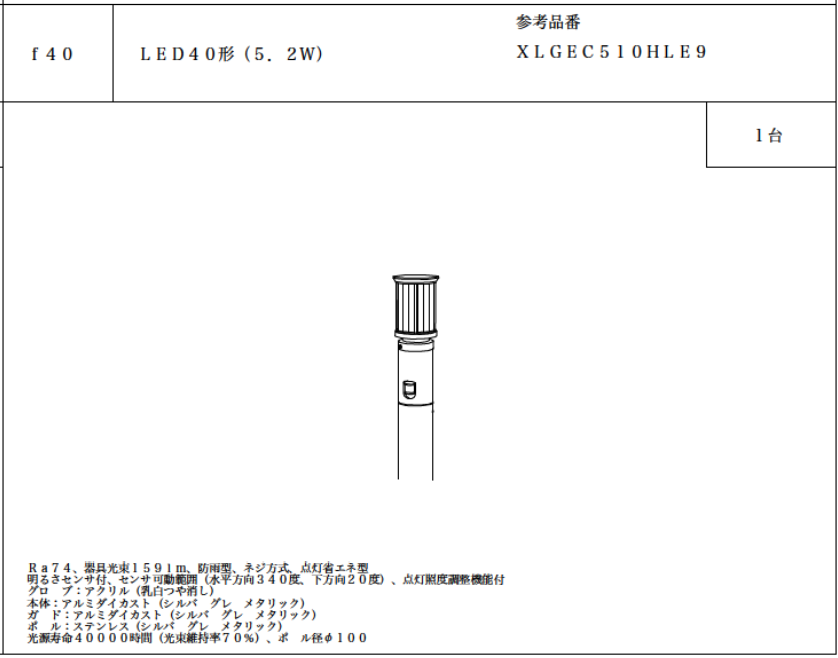 参考品番
ｆ４０
ＬＥＤ４０形（５．２Ｗ）
ＸＬＧＥＣ５１０ＨＬＥ９
１台
Ｒａ７４、器具光束１５９ｌｍ、防雨型、ネジ方式、点灯省エネ型
明るさセンサ付、センサ可動範囲（水平方向３４０度、下方向２０度）、点灯照度調整機能付
グロ　ブ：アクリル（乳白つや消し）
本体：アルミダイカスト（シルバ　グレ　メタリック）
ガ　ド：アルミダイカスト（シルバ　グレ　メタリック）
ポ　ル：ステンレス（シルバ　グレ　メタリック）
光源寿命４００００時間（光束維持率７０％）、ポ　ル径φ１００